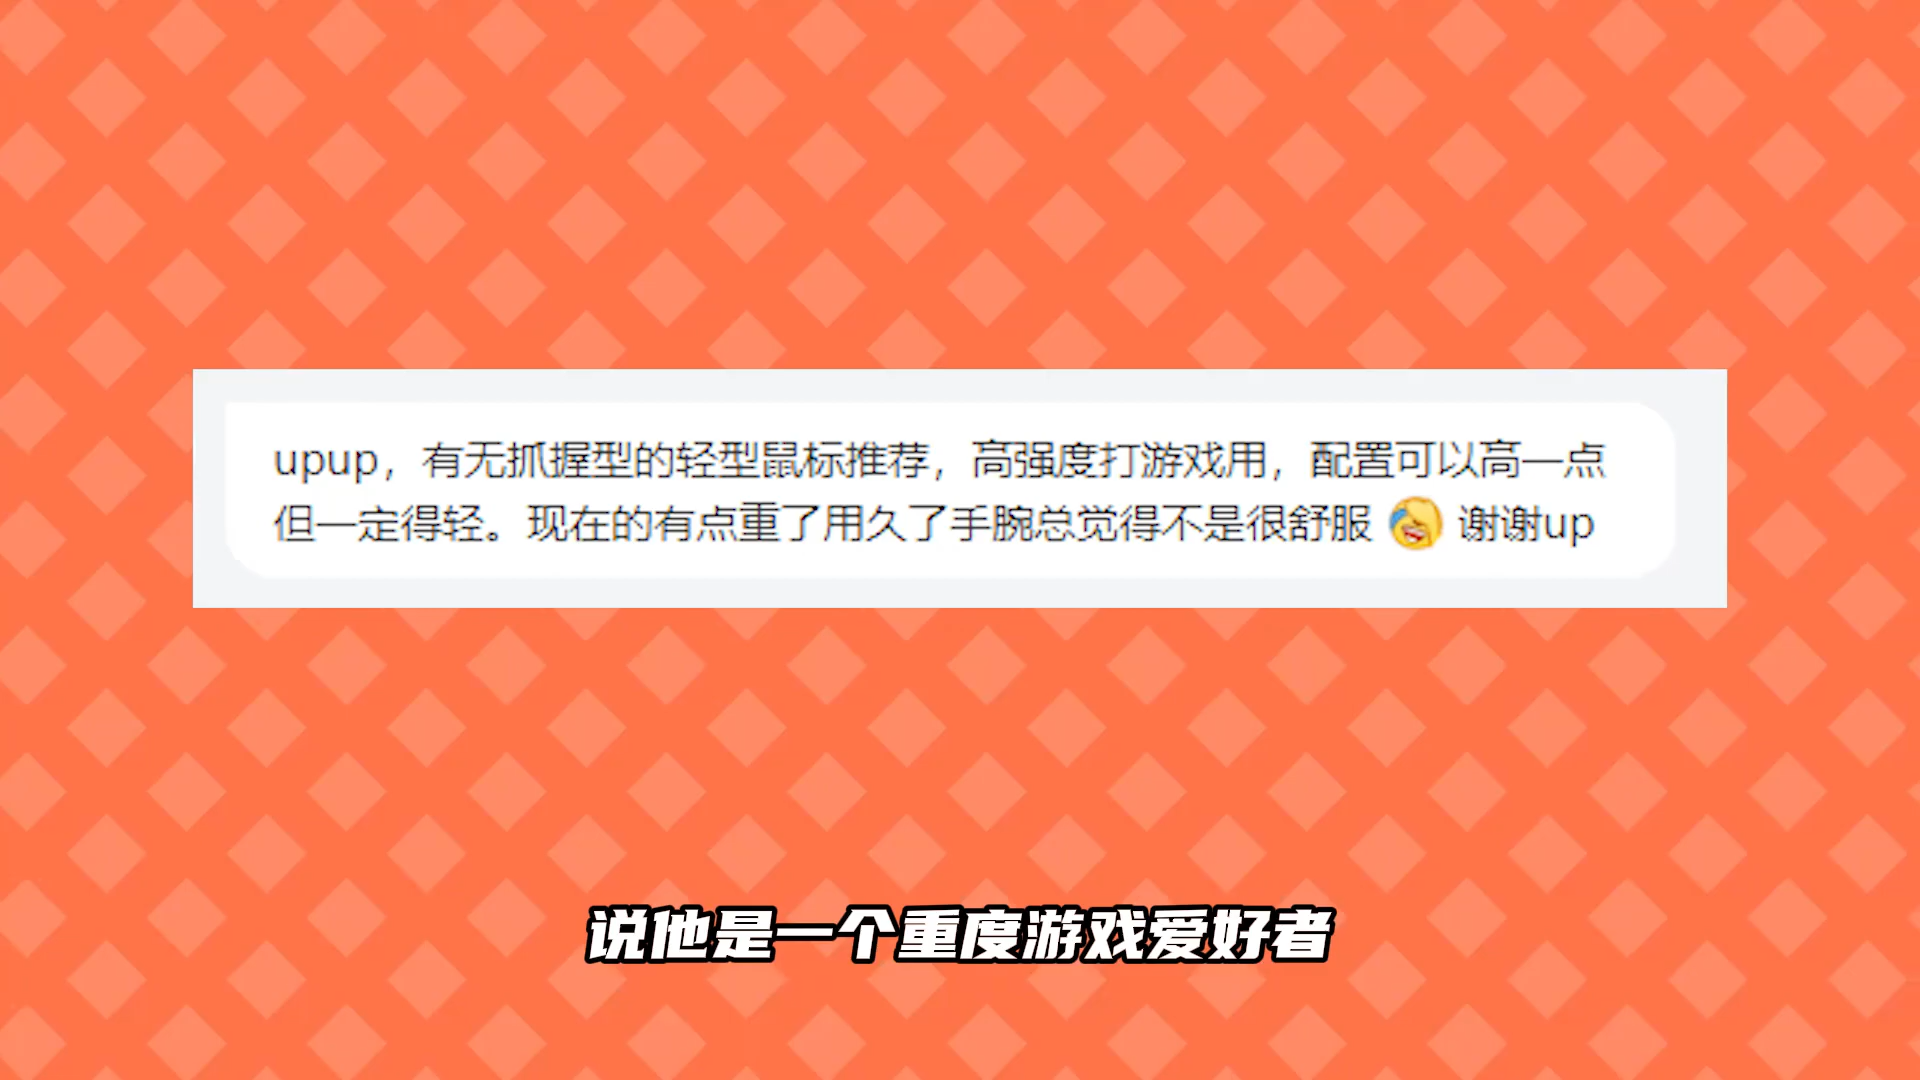 upup，有无抓握型的轻型鼠标推荐，高强度打游戏用，配置可以高一点
但一定得轻。现在的有点重了用久了手腕总觉得不是很舒服 谢谢up
说他是一个重度游戏爱好者